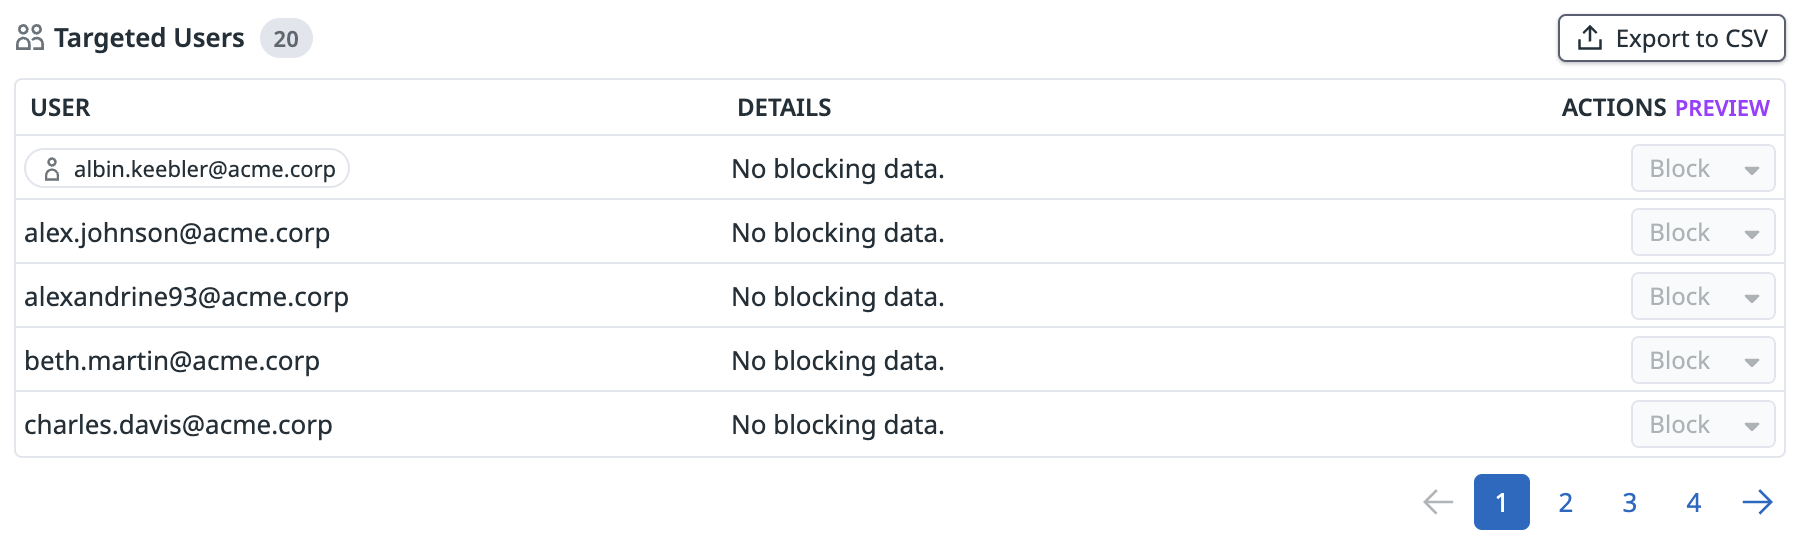 Targeted Users 20 Export to CSV
USER DETAILS ACTIONS PREVIEW
albin.keebler@acme.corp No blocking data. Block
alex.johnson@acme.corp No blocking data. Block
alexandrine93@acme.corp No blocking data. Block
beth.martin@acme.corp No blocking data. Block
charles.davis@acme.corp No blocking data. Block
1 2 3 4